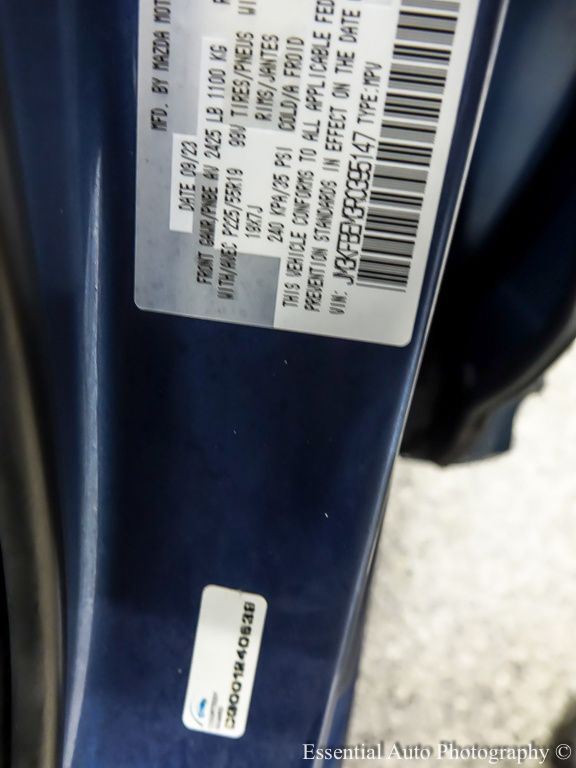 MFD. BY MAZDA MOT
DATE 09/23
FRONT GAWR/PNBE AV 2425 LB 1100 KG
WITH/AVEC P225/55R19 99V TIRES/PNEUS
19X7J RIMS/JANTES
240 KPA/35 PSI COLD/A FROID
THIS VEHICLE CONFORMS TO ALL APPLICABLE FED
PREVENTION STANDARDS IN EFFECT ON THE DATE
VIN: JM3KFBEM3R0395147 TYPE: MPV
Essential Auto Photography ©